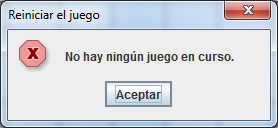 Reiniciar el juego
No hay ningún juego en curso.
Aceptar